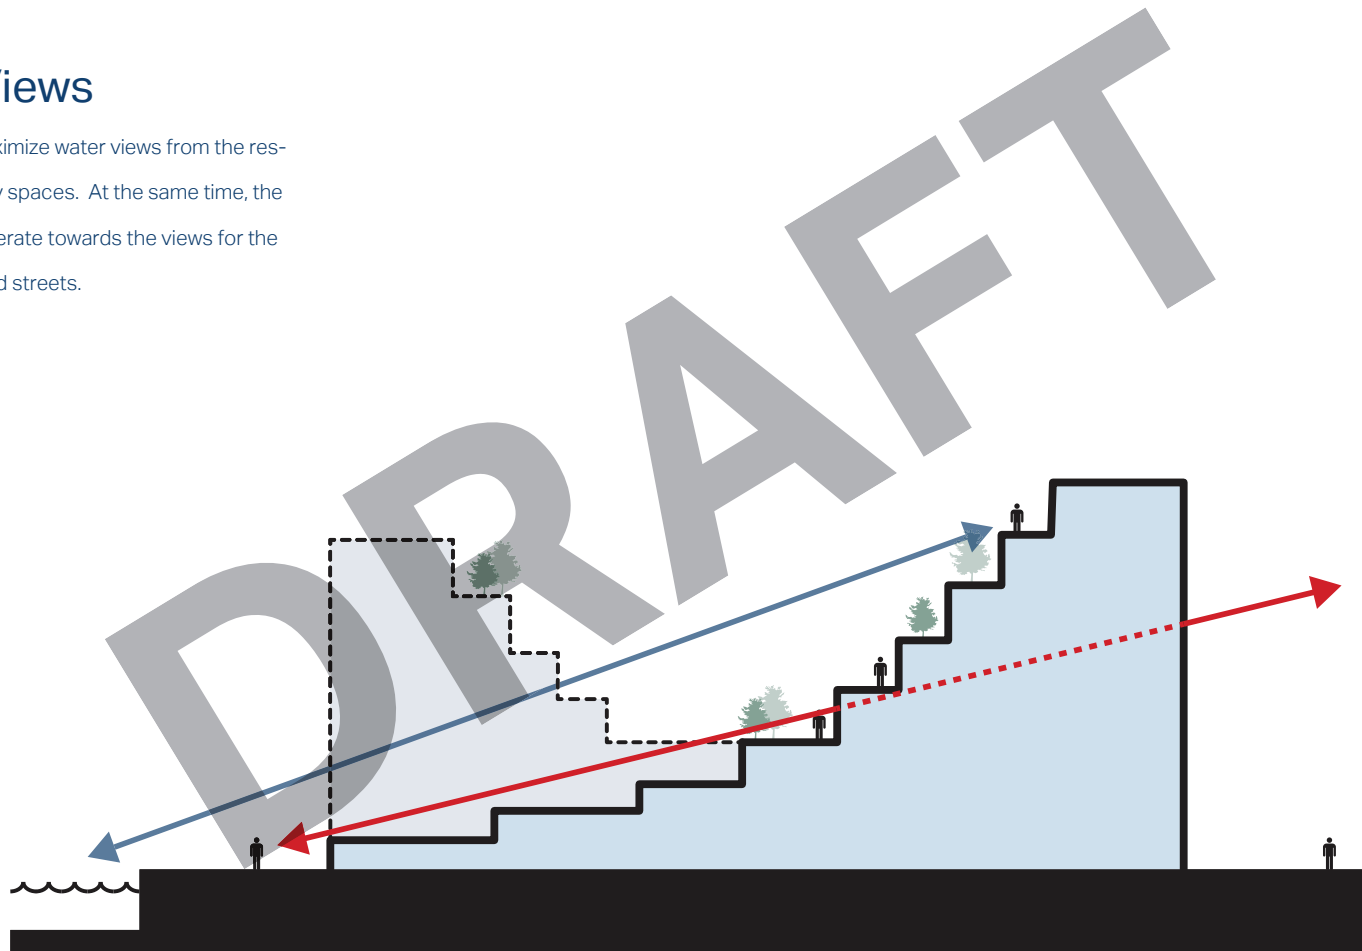 iews
ximize water views from the res-
y spaces. At the same time, the
erate towards the views for the
d streets.
DRAFT